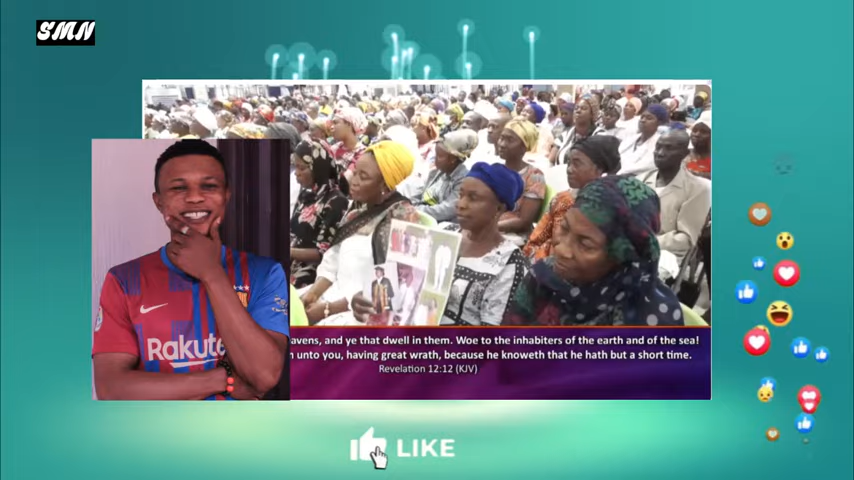 SMN
Rakute
avens, and ye that dwell in them. Woe to the inhabiters of the earth and of the sea!
unto you, having great wrath, because he knoweth that he hath but a short time.
Revelation 12:12 (KJV)
LIKE